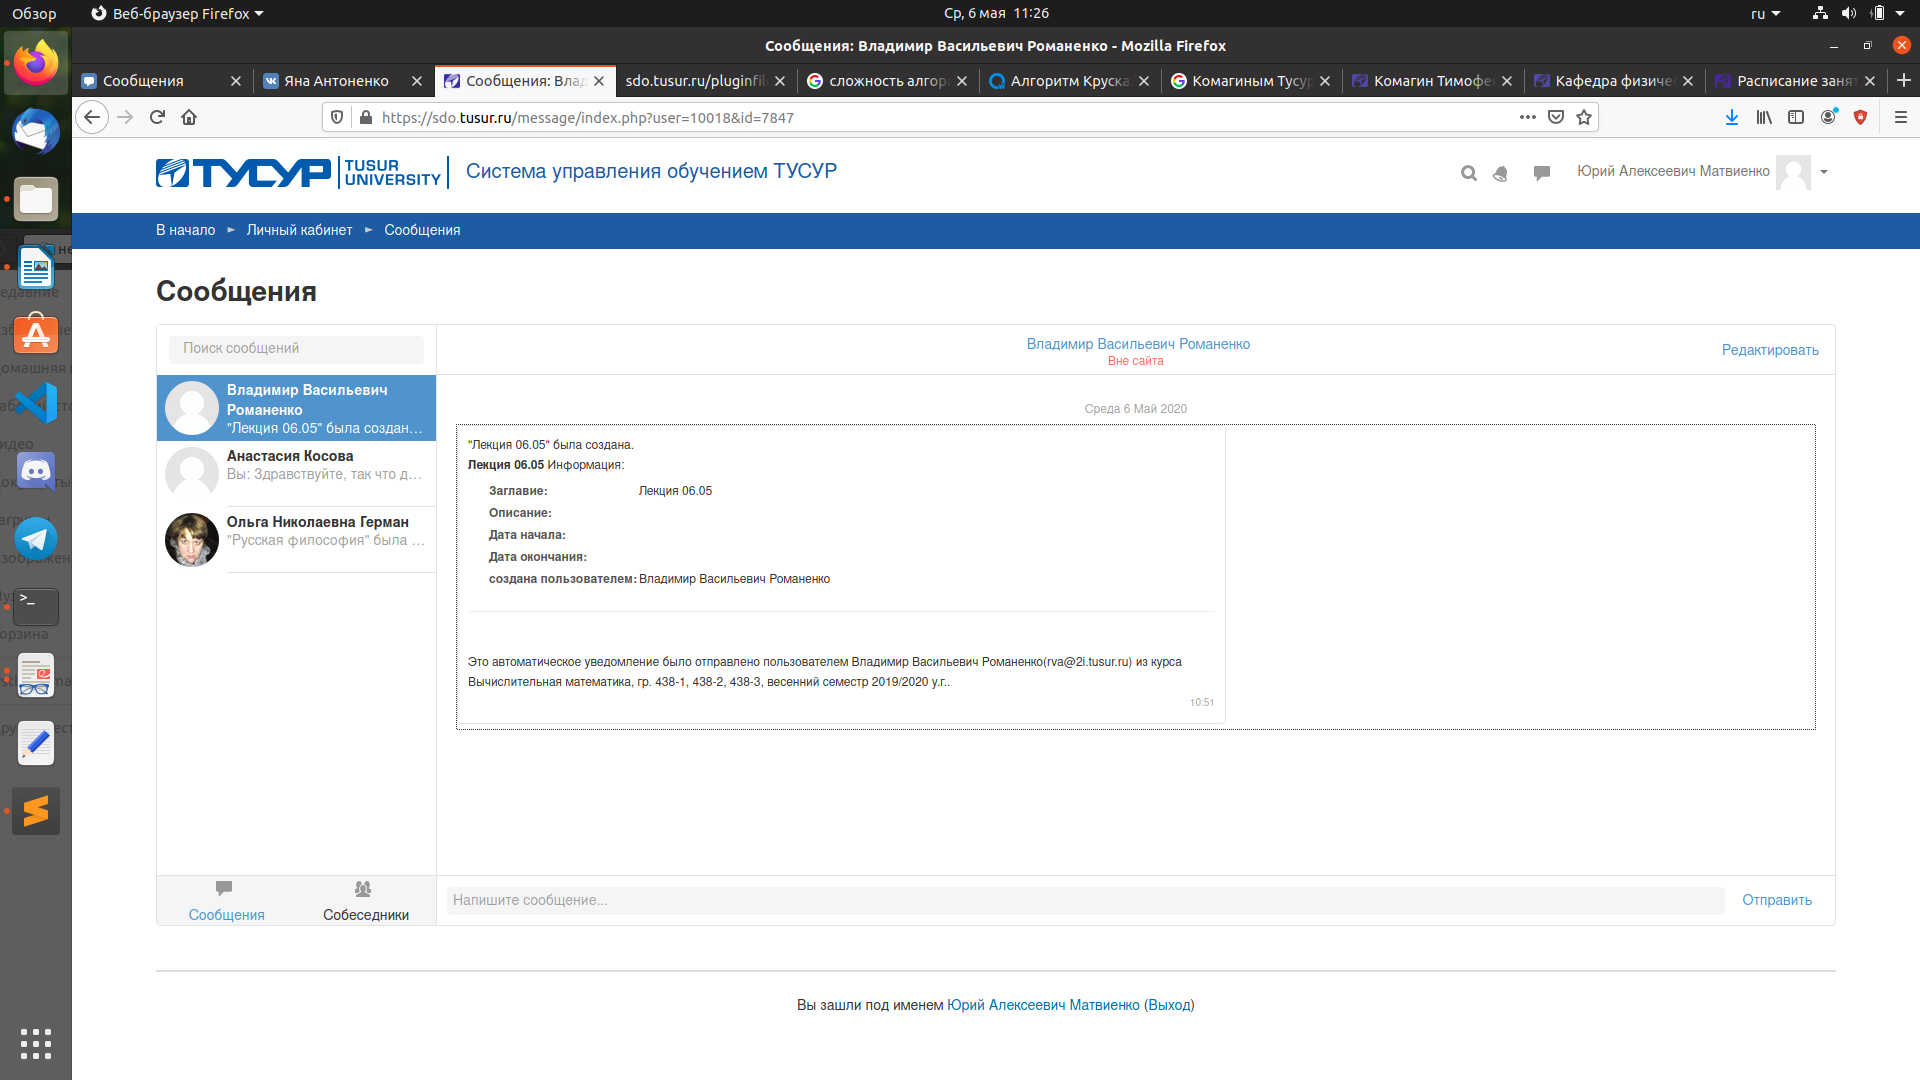 Обзор
Веб-браузер Firefox
Ср, 6 мая 11:26
ru
Сообщения: Владимир Васильевич Романенко - Mozilla Firefox
Сообщения
Яна Антоненко
Сообщения: Влад
sdo.tusur.ru/pluginfil
сложность алгор
Алгоритм Круска
Комагиным Тусур
Комагин Тимофе
Кафедра физичес
Расписание занят
https://sdo.tusur.ru/message/index.php?user=10018&id=7847
ТУСУР
TUSUR
UNIVERSITY
Система управления обучением ТУСУР
Юрий Алексеевич Матвиенко
В начало ► Личный кабинет ► Сообщения
Сообщения
Поиск сообщений
Владимир Васильевич Романенко
Вне сайта
Редактировать
Владимир Васильевич
Романенко
"Лекция 06.05" была создан...
Анастасия Косова
Вы: Здравствуйте, так что д...
Ольга Николаевна Герман
"Русская философия" была ...
Среда 6 Май 2020
"Лекция 06.05" была создана.
Лекция 06.05 Информация:
Заглавие: Лекция 06.05
Описание:
Дата начала:
Дата окончания:
создана пользователем: Владимир Васильевич Романенко
Это автоматическое уведомление было отправлено пользователем Владимир Васильевич Романенко(rva@2i.tusur.ru) из курса
Вычислительная математика, гр. 438-1, 438-2, 438-3, весенний семестр 2019/2020 у.г..
10:51
Сообщения
Собеседники
Напишите сообщение...
Отправить
Вы зашли под именем Юрий Алексеевич Матвиенко (Выход)